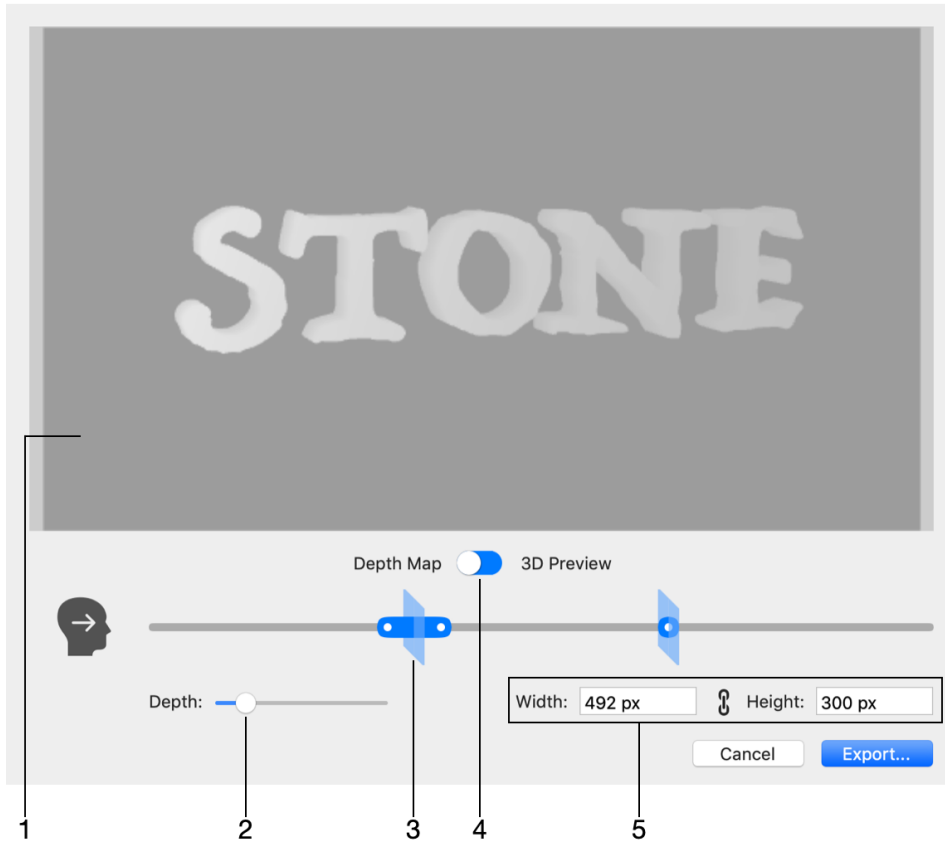 STONE
Depth Map 3D Preview
Depth: Width: 492 px Height: 300 px
Cancel Export...
1 2 3 4 5